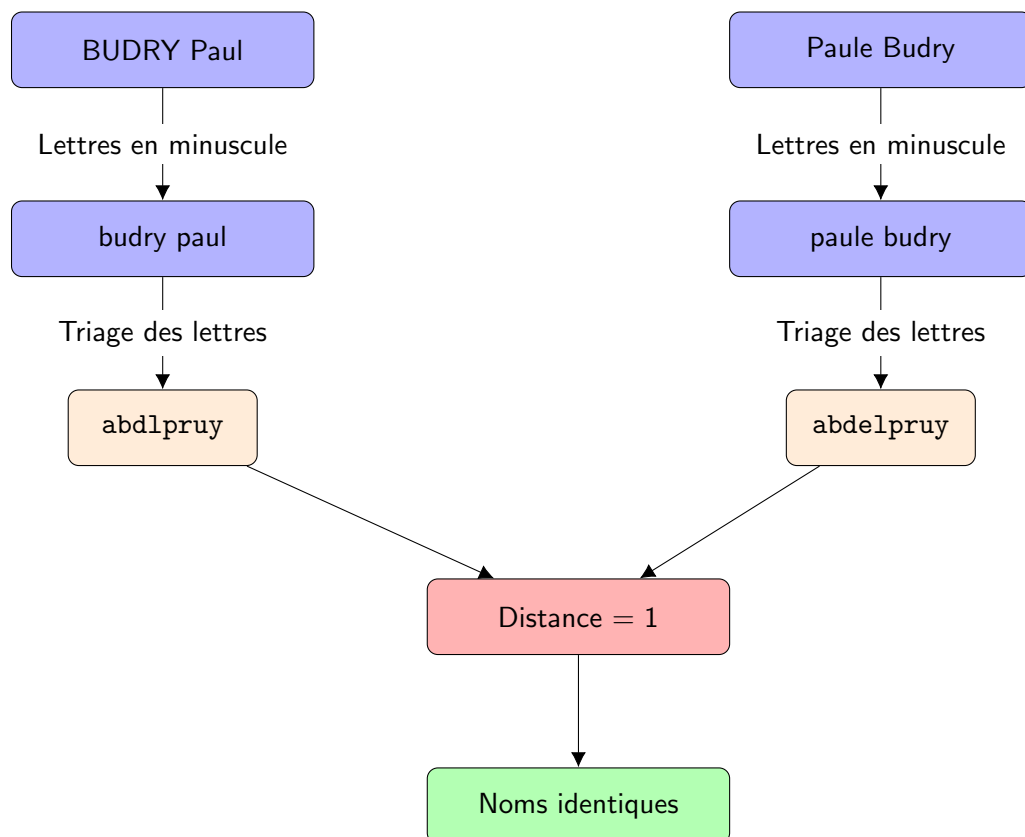 BUDRY Paul
Paule Budry
Lettres en minuscule
Lettres en minuscule
budry paul
paule budry
Triage des lettres
Triage des lettres
abdlpruy
abdelpruy
Distance = 1
Noms identiques